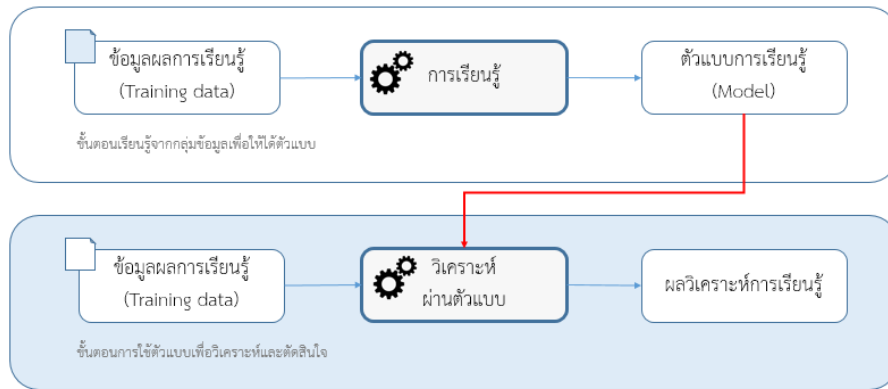 ข้อมูลผลการเรียนรู้
(Training data)
การเรียนรู้
ตัวแบบการเรียนรู้
(Model)
ขั้นตอนเรียนรู้จากกลุ่มข้อมูลเพื่อให้ได้ตัวแบบ
ข้อมูลผลการเรียนรู้
(Training data)
วิเคราะห์
ผ่านตัวแบบ
ผลวิเคราะห์การเรียนรู้
ขั้นตอนการใช้ตัวแบบเพื่อวิเคราะห์และตัดสินใจ